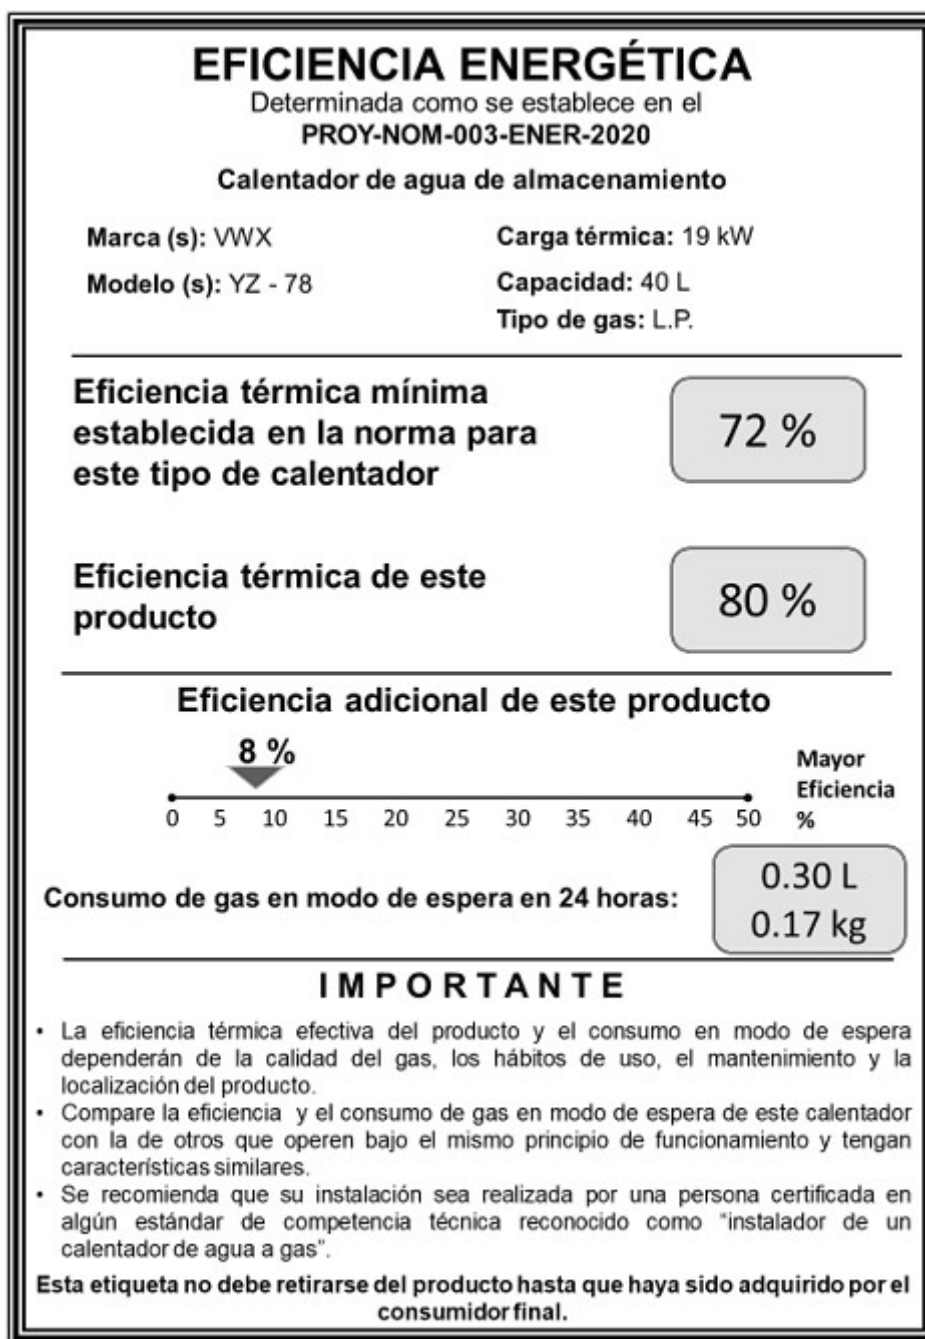 EFICIENCIA ENERGÉTICA
Determinada como se establece en el
PROY-NOM-003-ENER-2020
Calentador de agua de almacenamiento
Marca (s): VWX
Carga térmica: 19 kW
Modelo (s): YZ - 78
Capacidad: 40 L
Tipo de gas: L.P.
Eficiencia térmica mínima
establecida en la norma para
este tipo de calentador
72 %
Eficiencia térmica de este
producto
80 %
Eficiencia adicional de este producto
8 %
Mayor
Eficiencia
%
0 5 10 15 20 25 30 35 40 45 50
Consumo de gas en modo de espera en 24 horas:
0.30 L
0.17 kg
IMPORTANTE
• La eficiencia térmica efectiva del producto y el consumo en modo de espera
dependerán de la calidad del gas, los hábitos de uso, el mantenimiento y la
localización del producto.
• Compare la eficiencia y el consumo de gas en modo de espera de este calentador
con la de otros que operen bajo el mismo principio de funcionamiento y tengan
características similares.
• Se recomienda que su instalación sea realizada por una persona certificada en
algún estándar de competencia técnica reconocido como “instalador de un
calentador de agua a gas”.
Esta etiqueta no debe retirarse del producto hasta que haya sido adquirido por el
consumidor final.